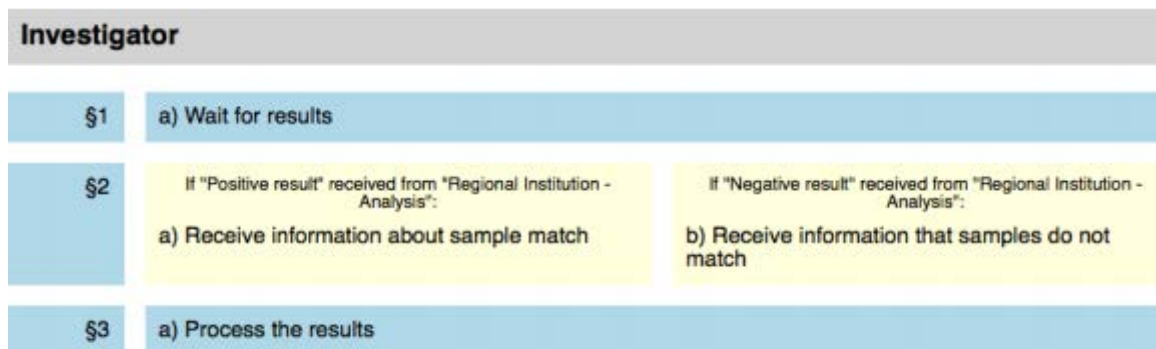 Investigator
§1
a) Wait for results
§2
If "Positive result" received from "Regional Institution -
Analysis":
a) Receive information about sample match
If "Negative result" received from "Regional Institution -
Analysis":
b) Receive information that samples do not
match
§3
a) Process the results